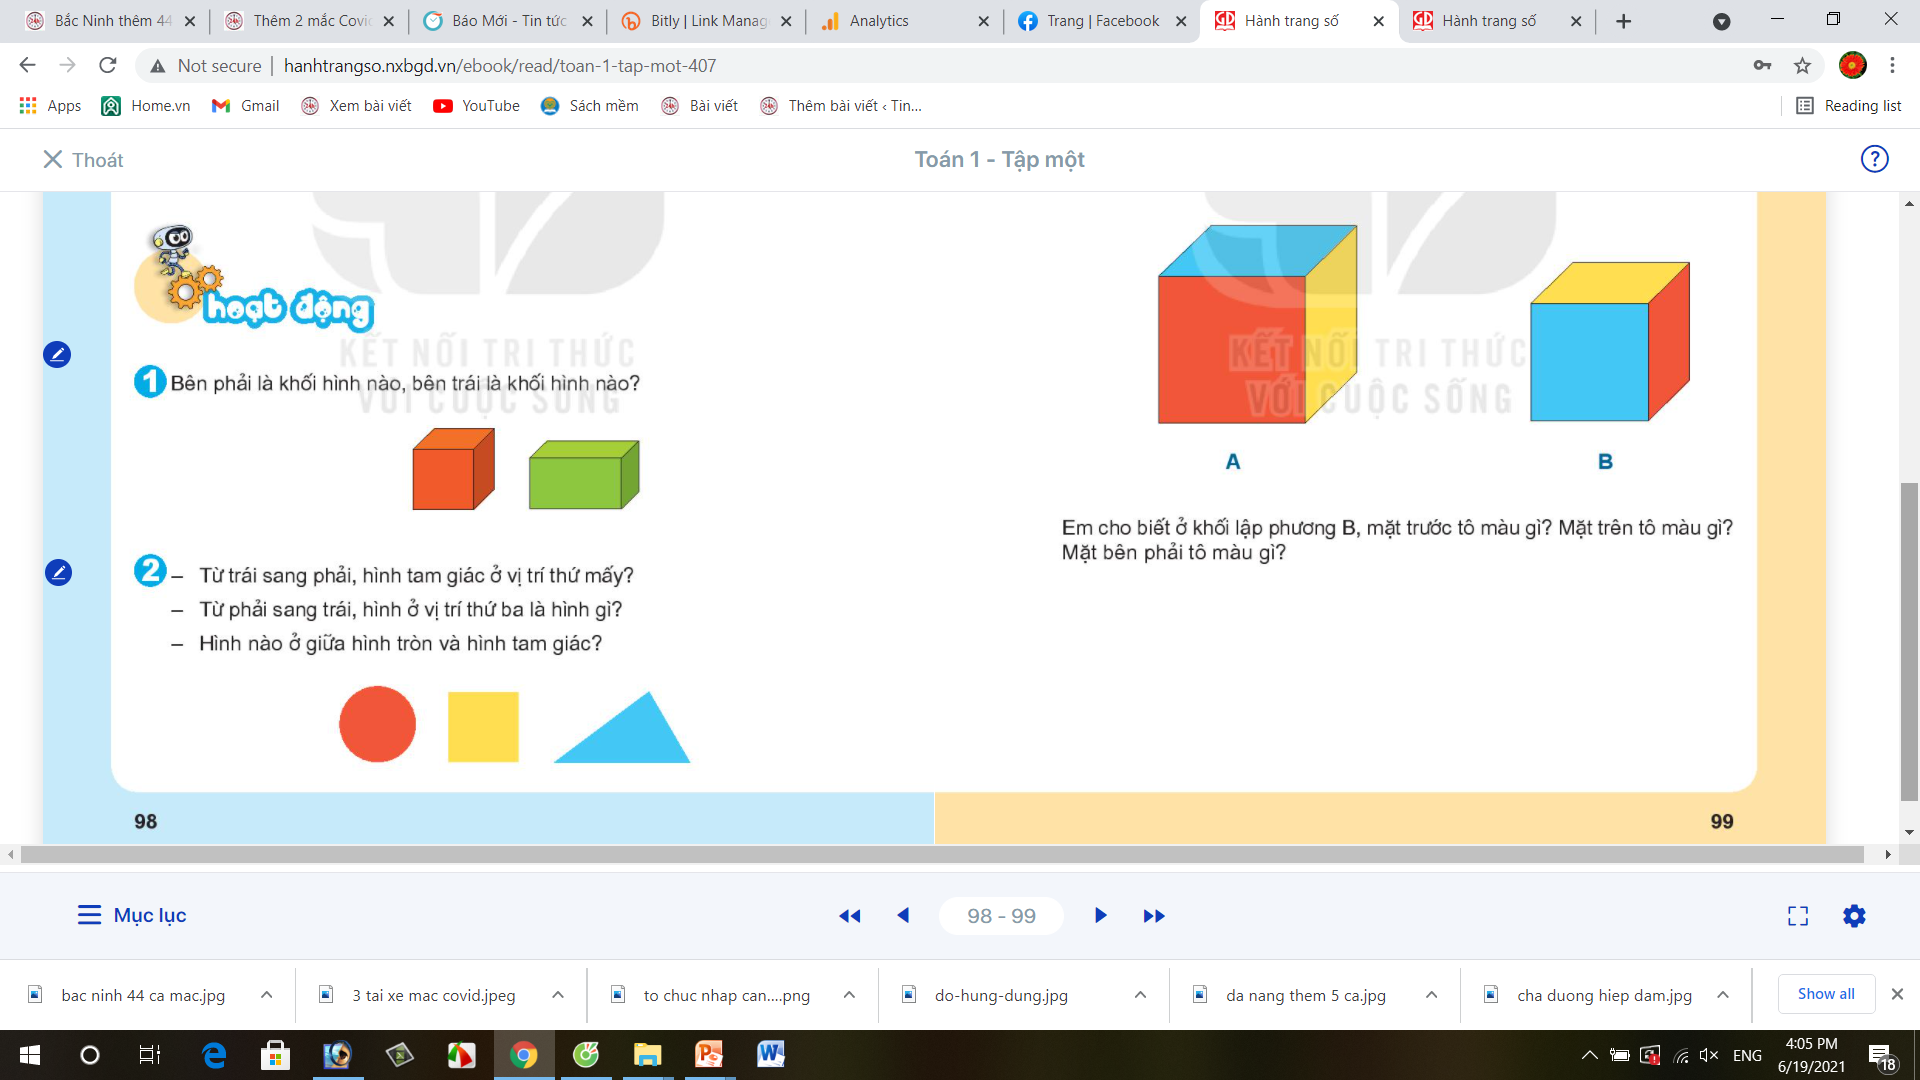 Bắc Ninh thêm 44
Thêm 2 mắc Covi
Báo Mới - Tin tức
Bitly | Link Manag
Analytics
Trang | Facebook
Hành trang số
Hành trang số
Not secure | hanhtrangso.nxbgd.vn/ebook/read/toan-1-tap-mot-407
Apps
Home.vn
Gmail
Xem bài viết
YouTube
Sách mềm
Bài viết
Thêm bài viết ‹ Tin...
Reading list
Thoát
Toán 1 - Tập một
?
hoạt động
KẾT NỐI TRI THỨC
VỚI CUỘC SỐNG
1 Bên phải là khối hình nào, bên trái là khối hình nào?
2 – Từ trái sang phải, hình tam giác ở vị trí thứ mấy?
– Từ phải sang trái, hình ở vị trí thứ ba là hình gì?
– Hình nào ở giữa hình tròn và hình tam giác?
98
KẾT NỐI TRI THỨC
VỚI CUỘC SỐNG
A
B
Em cho biết ở khối lập phương B, mặt trước tô màu gì? Mặt trên tô màu gì?
Mặt bên phải tô màu gì?
99
Mục lục
98 - 99
bac ninh 44 ca mac.jpg
3 tai xe mac covid.jpeg
to chuc nhap can....png
do-hung-dung.jpg
da nang them 5 ca.jpg
cha duong hiep dam.jpg
Show all
ENG
4:05 PM
6/19/2021
18